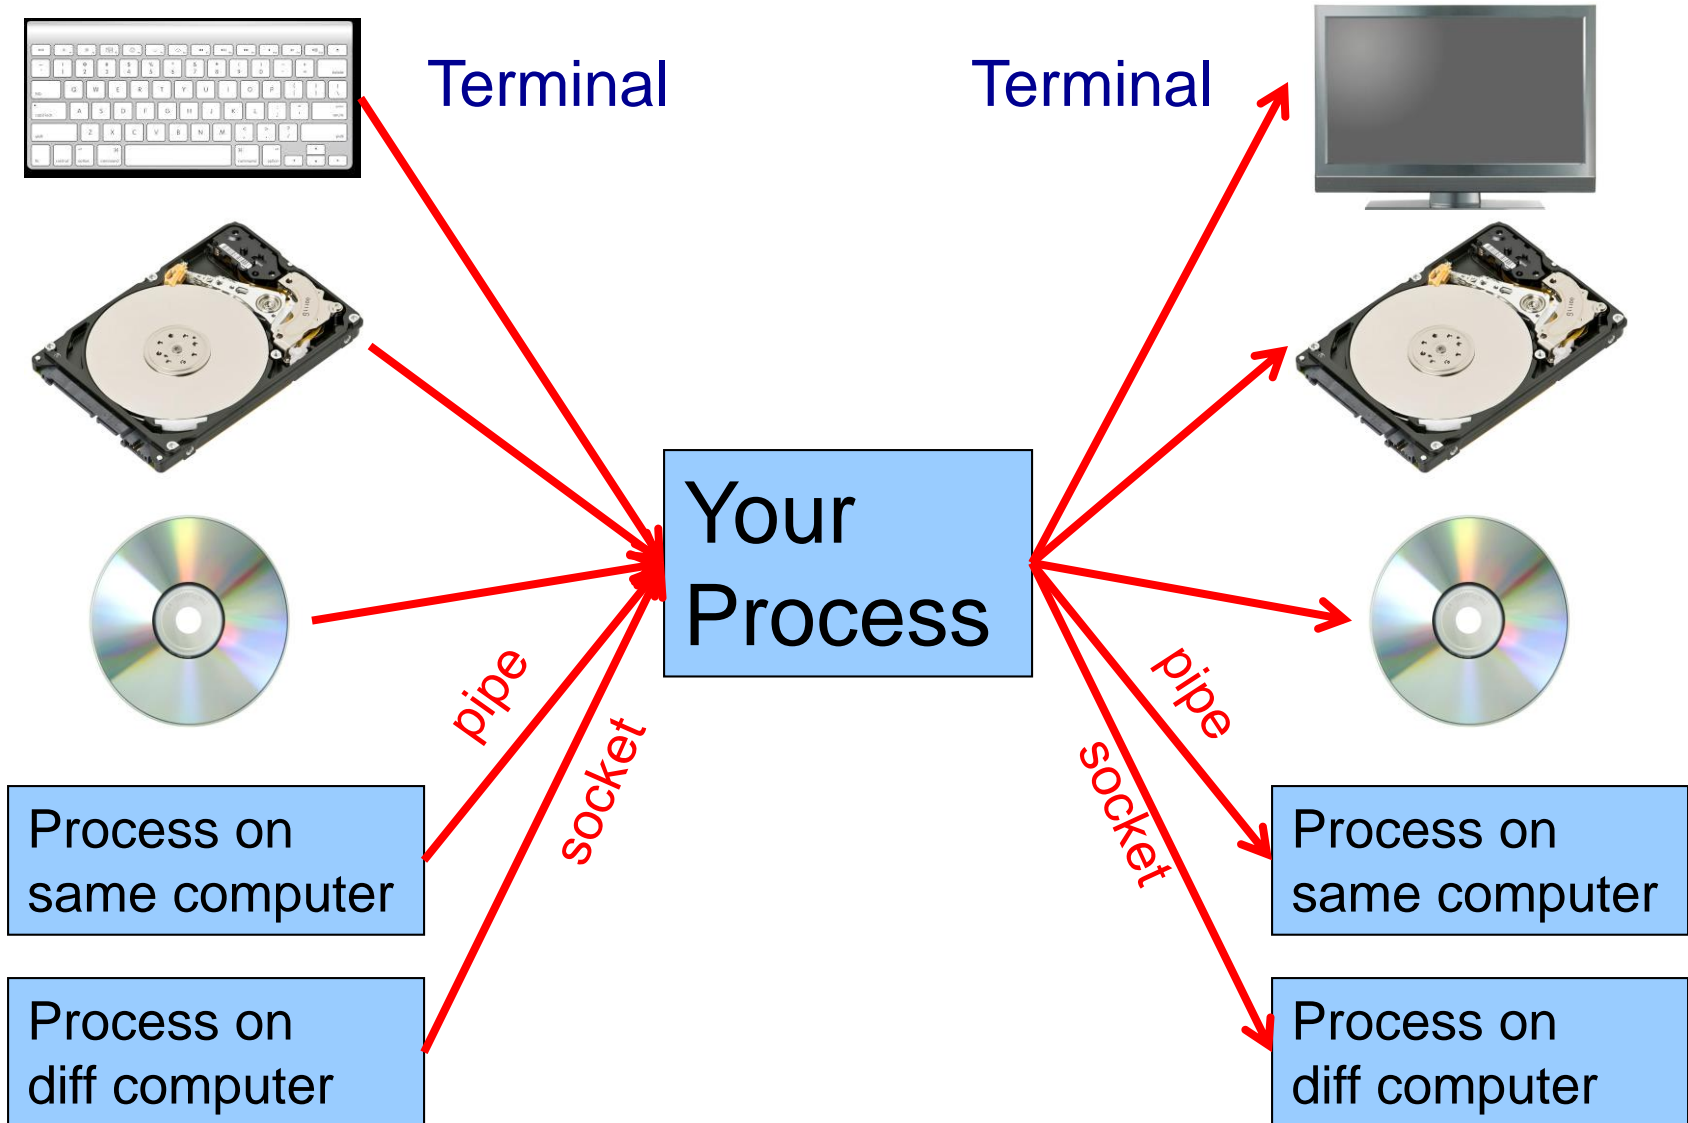 Terminal
Terminal
Your
Process
pipe
socket
pipe
socket
Process on
same computer
Process on
diff computer
Process on
same computer
Process on
diff computer